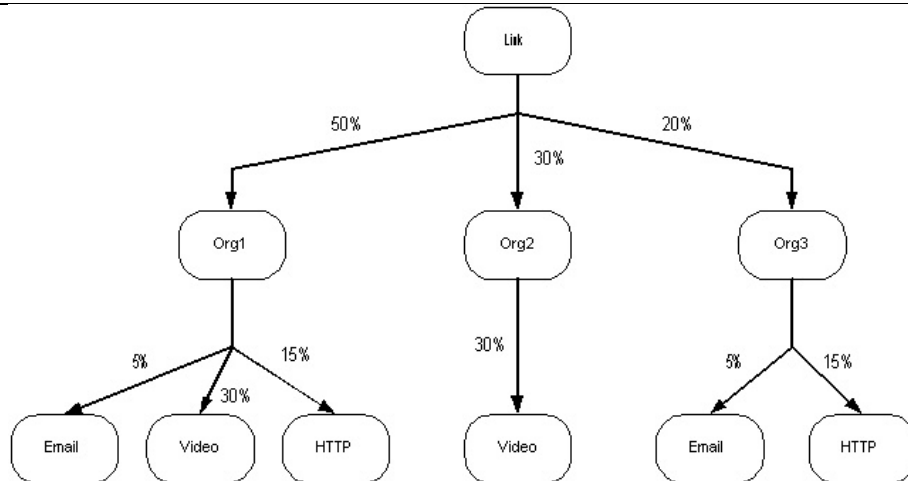 Link
50%
30%
20%
Org1
Org2
Org3
5%
30%
15%
30%
5%
15%
Email
Video
HTTP
Video
Email
HTTP